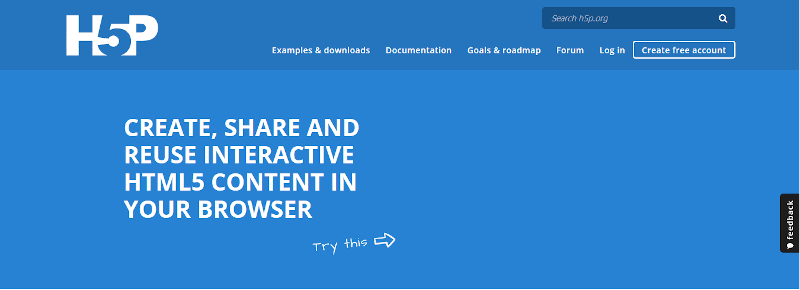 H5P
Search h5p.org
Examples & downloads Documentation Goals & roadmap Forum Log in Create free account
CREATE, SHARE AND
REUSE INTERACTIVE
HTML5 CONTENT IN
YOUR BROWSER
Try this
feedback